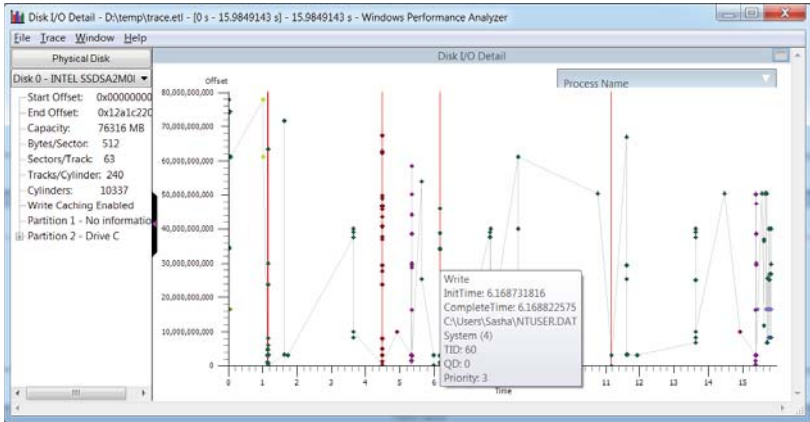 Disk I/O Detail - D:\temp\trace.etl - [0 s - 15.9849143 s] - 15.9849143 s - Windows Performance Analyzer
File Trace Window Help
Physical Disk
Disk 0 - INTEL SSDSA2M0
Start Offset: 0x00000000
End Offset: 0x12a1c220
Capacity: 76316 MB
Bytes/Sector: 512
Sectors/Track: 63
Tracks/Cylinder: 240
Cylinders: 10337
Write Caching Enabled
Partition 1 - No informatio
Partition 2 - Drive C
Disk I/O Detail
Process Name
Offset
80,000,000,000
70,000,000,000
60,000,000,000
50,000,000,000
40,000,000,000
30,000,000,000
20,000,000,000
10,000,000,000
0
0 1 2 3 4 5 6 11 12 13 14 15
Time
Write
InitTime: 6.168731816
CompleteTime: 6.168822575
C:\Users\Sasha\NTUSER.DAT
System (4)
TID: 60
QD: 0
Priority: 3